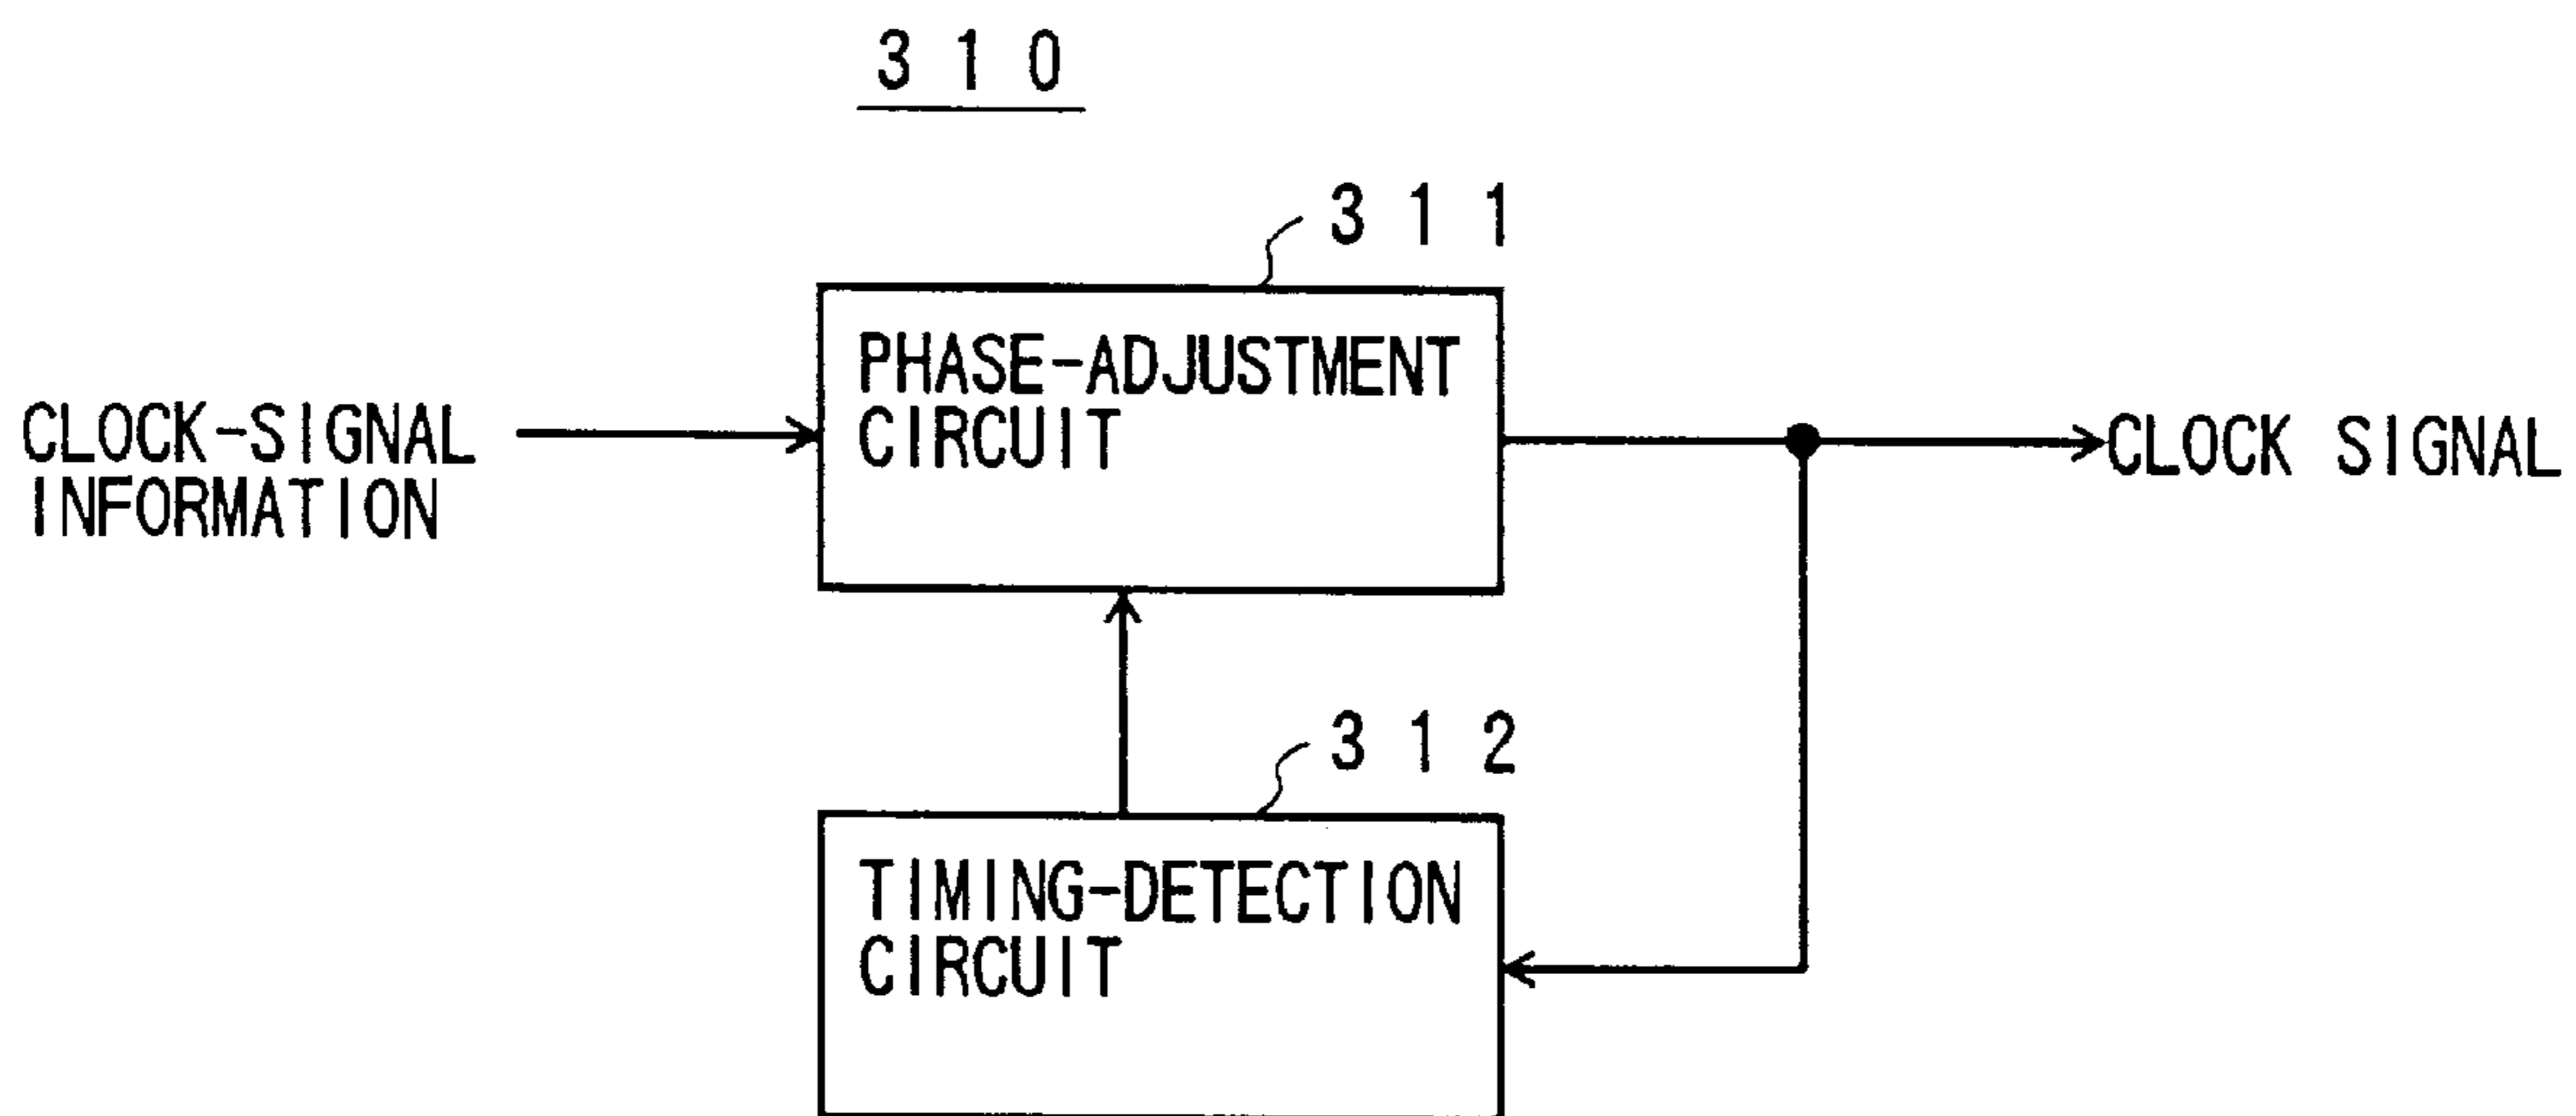 310
311
PHASE-ADJUSTMENT
CIRCUIT
CLOCK-SIGNAL
INFORMATION
CLOCK SIGNAL
312
TIMING-DETECTION
CIRCUIT